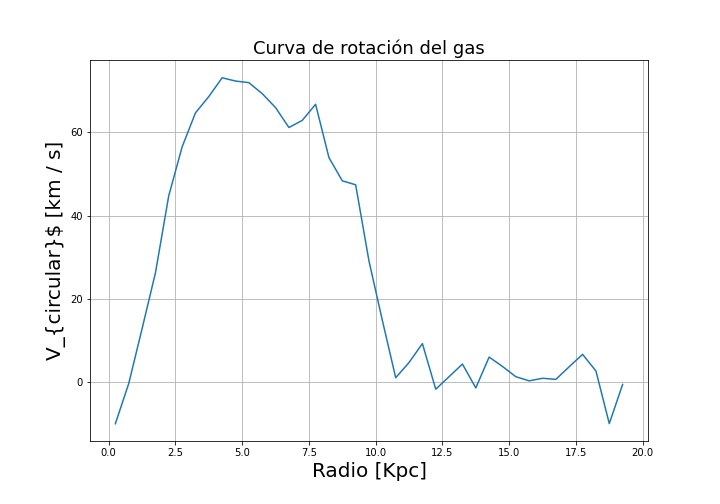 Curva de rotación del gas
V_{circular}$ [km / s]
60
40
20
0
0.0 2.5 5.0 7.5 10.0 12.5 15.0 17.5 20.0
Radio [Kpc]